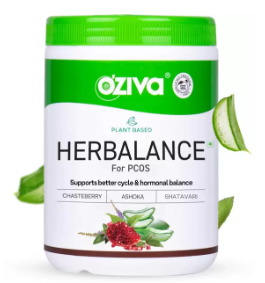 OZIVA
PLANT BASED
HERBALANCE
For PCOS
Supports better cycle & hormonal balance
CHASTEBERRY ASHOKA SHATAVARI